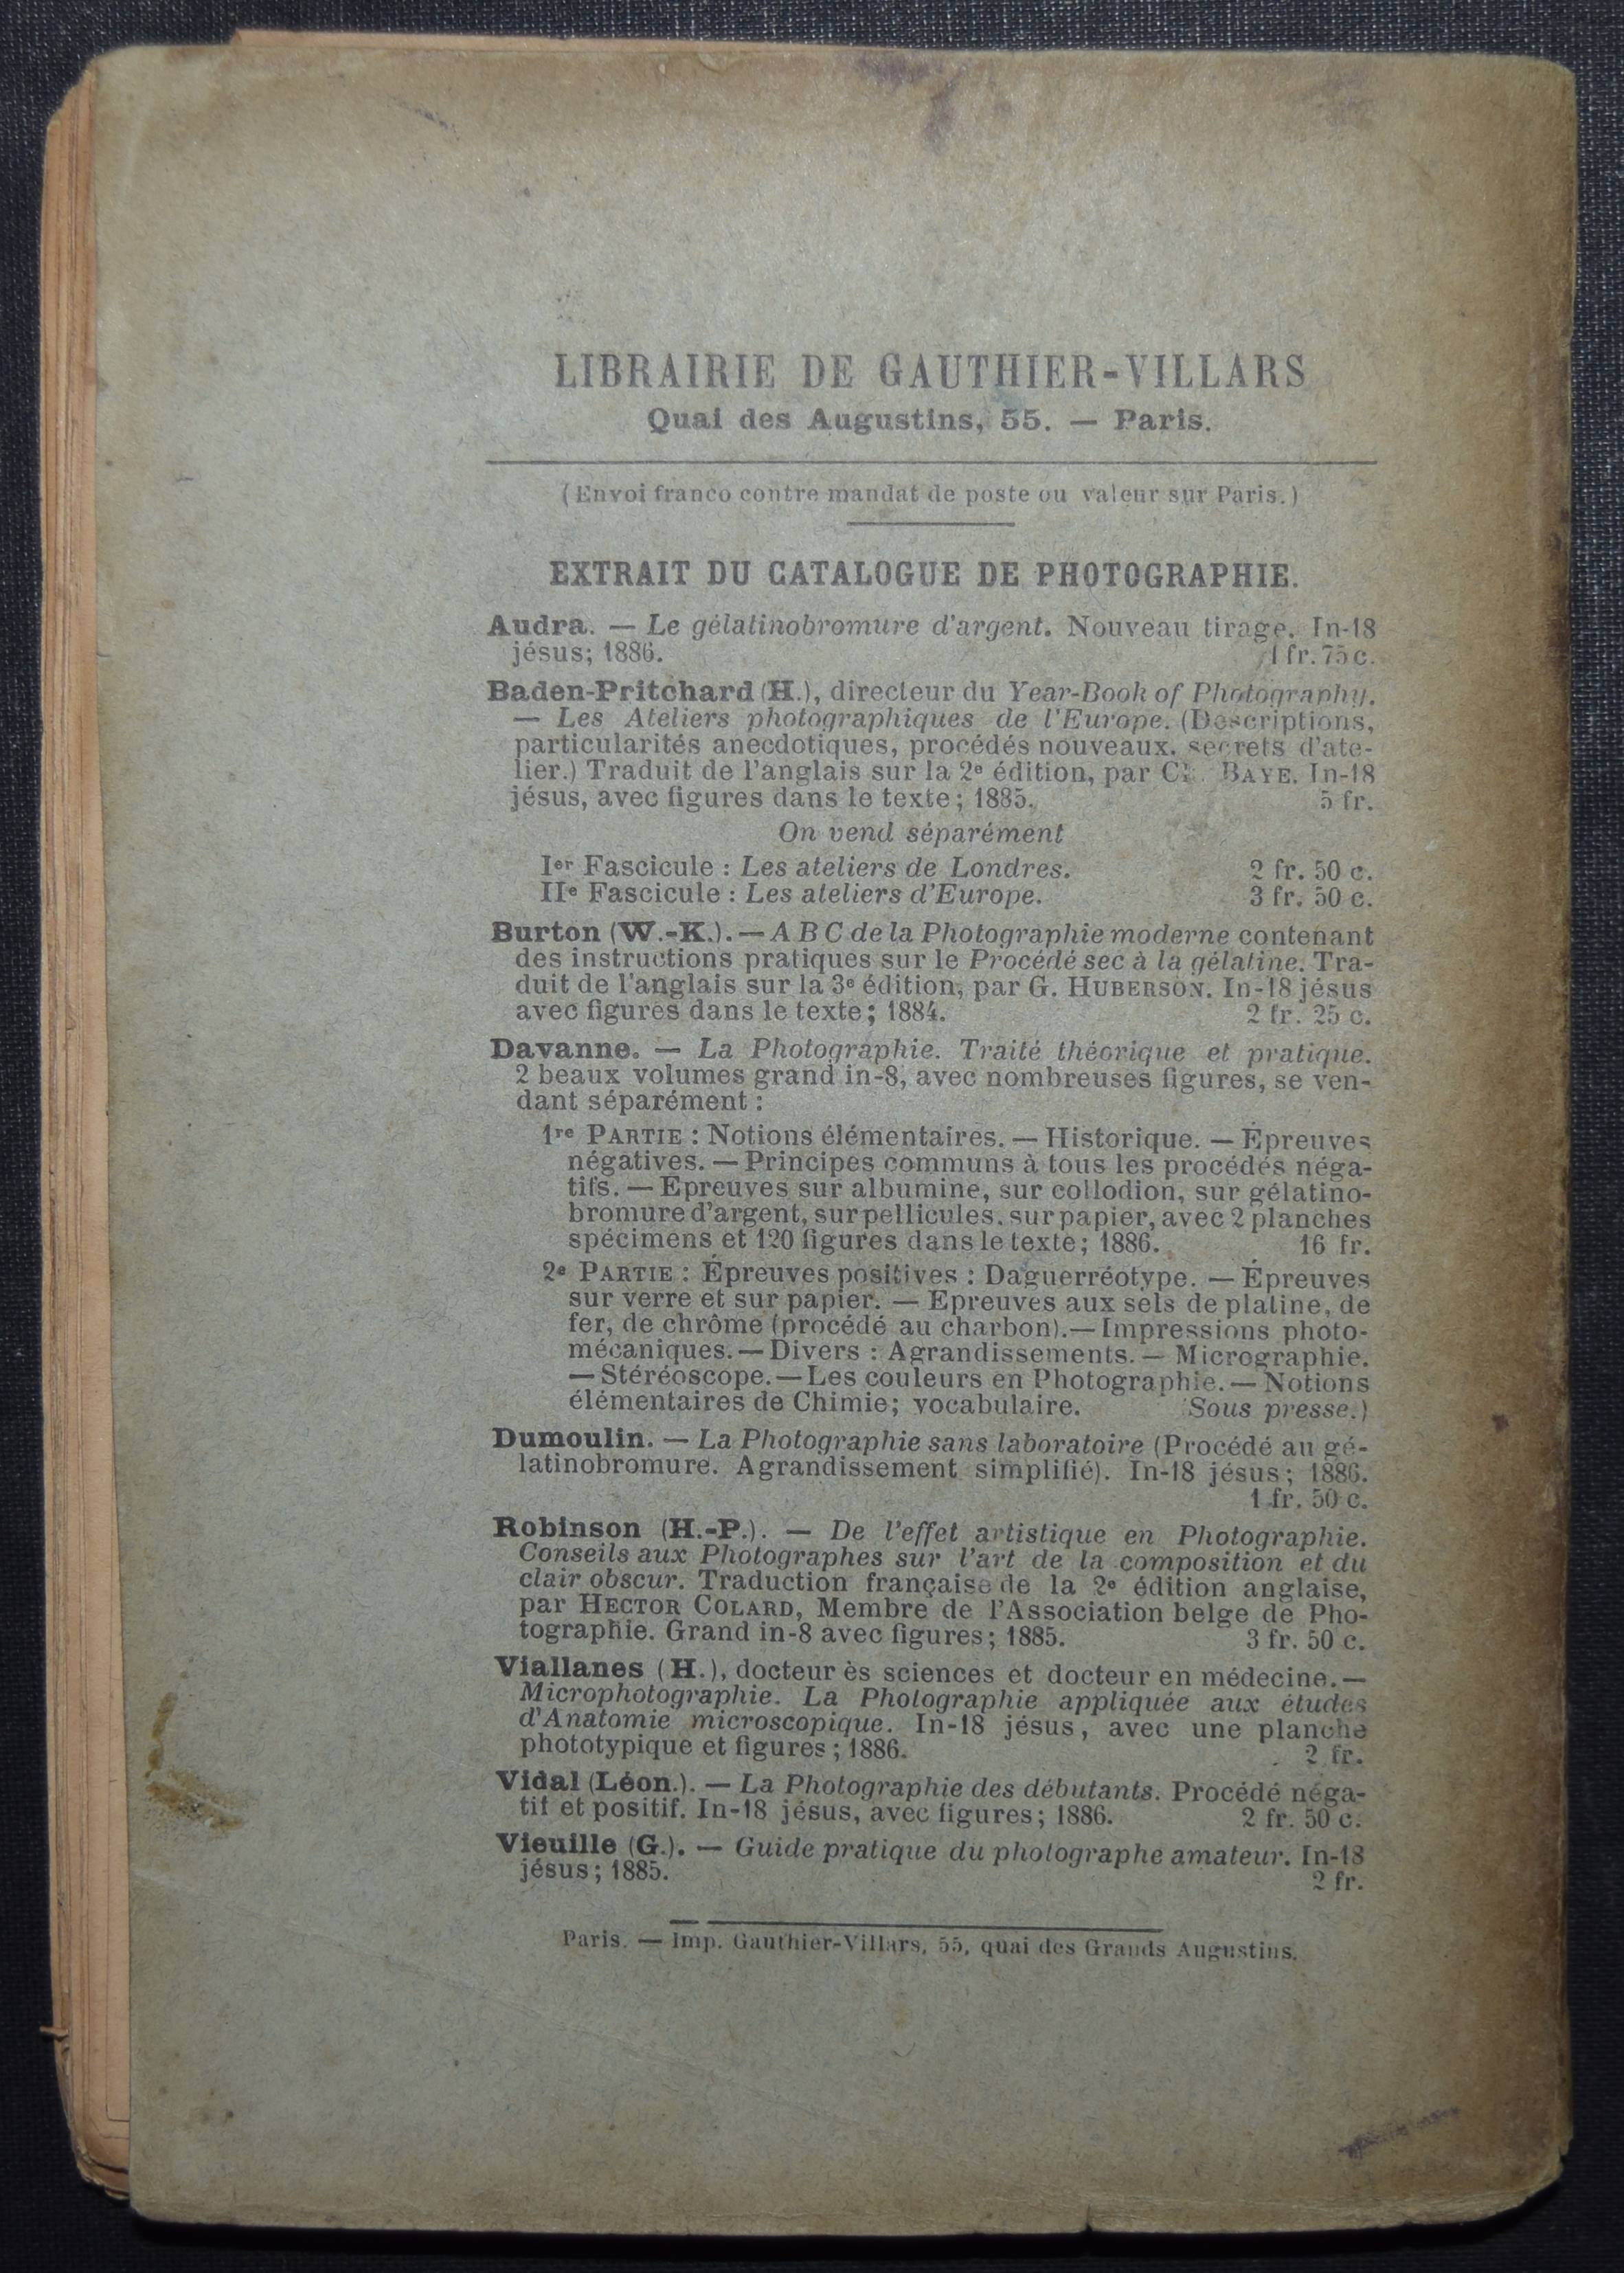 LIBRAIRIE DE GAUTHIER-VILLARS
Quai des Augustins, 55. — Paris.
(Envoi franco contre mandat de poste ou valeur sur Paris.)
EXTRAIT DU CATALOGUE DE PHOTOGRAPHIE.
Audra. — Le gélatinobromure d'argent. Nouveau tirage. In-18
jésus; 1886. 1 fr. 75 c.
Baden-Pritchard (H.), directeur du Year-Book of Photography.
— Les Ateliers photographiques de l'Europe. (Descriptions,
particularités anecdotiques, procédés nouveaux, secrets d'ate-
lier.) Traduit de l'anglais sur la 2e édition, par BAYE. In-18
jésus, avec figures dans le texte; 1885. 5 fr.
On vend séparément
Ier Fascicule : Les ateliers de Londres. 2 fr. 50 c.
IIe Fascicule : Les ateliers d'Europe. 3 fr. 50 c.
Burton (W.-K.). — A B C de la Photographie moderne contenant
des instructions pratiques sur le Procédé sec à la gélatine. Tra-
duit de l'anglais sur la 3e édition, par G. HUBERSON. In-18 jésus
avec figures dans le texte; 1884. 2 fr. 25 c.
Davanne. — La Photographie. Traité théorique et pratique.
2 beaux volumes grand in-8, avec nombreuses figures, se ven-
dant séparément :
1re PARTIE : Notions élémentaires. — Historique. — Épreuves
négatives. — Principes communs à tous les procédés néga-
tifs. — Epreuves sur albumine, sur collodion, sur gélatino-
bromure d'argent, sur pellicules, sur papier, avec 2 planches
spécimens et 120 figures dans le texte; 1886. 16 fr.
2e PARTIE : Épreuves positives : Daguerréotype. — Épreuves
sur verre et sur papier. — Epreuves aux sels de platine, de
fer, de chrôme (procédé au charbon). — Impressions photo-
mécaniques. — Divers : Agrandissements. — Micrographie.
— Stéréoscope. — Les couleurs en Photographie. — Notions
élémentaires de Chimie; vocabulaire. (Sous presse.)
Dumoulin. — La Photographie sans laboratoire (Procédé au gé-
latinobromure. Agrandissement simplifié). In-18 jésus; 1886.
1 fr. 50 c.
Robinson (H.-P.). — De l'effet artistique en Photographie.
Conseils aux Photographes sur l'art de la composition et du
clair obscur. Traduction française de la 2e édition anglaise,
par HECTOR COLARD, Membre de l'Association belge de Pho-
tographie. Grand in-8 avec figures; 1885. 3 fr. 50 c.
Viallanes (H.), docteur ès sciences et docteur en médecine. —
Microphotographie. La Photographie appliquée aux études
d'Anatomie microscopique. In-18 jésus, avec une planche
phototypique et figures; 1886. 2 fr.
Vidal (Léon.). — La Photographie des débutants. Procédé néga-
tif et positif. In-18 jésus, avec figures; 1886. 2 fr. 50 c.
Vieuille (G.). — Guide pratique du photographe amateur. In-18
jésus; 1885. 2 fr.
Paris. — Imp. Gauthier-Villars, 55, quai des Grands Augustins.